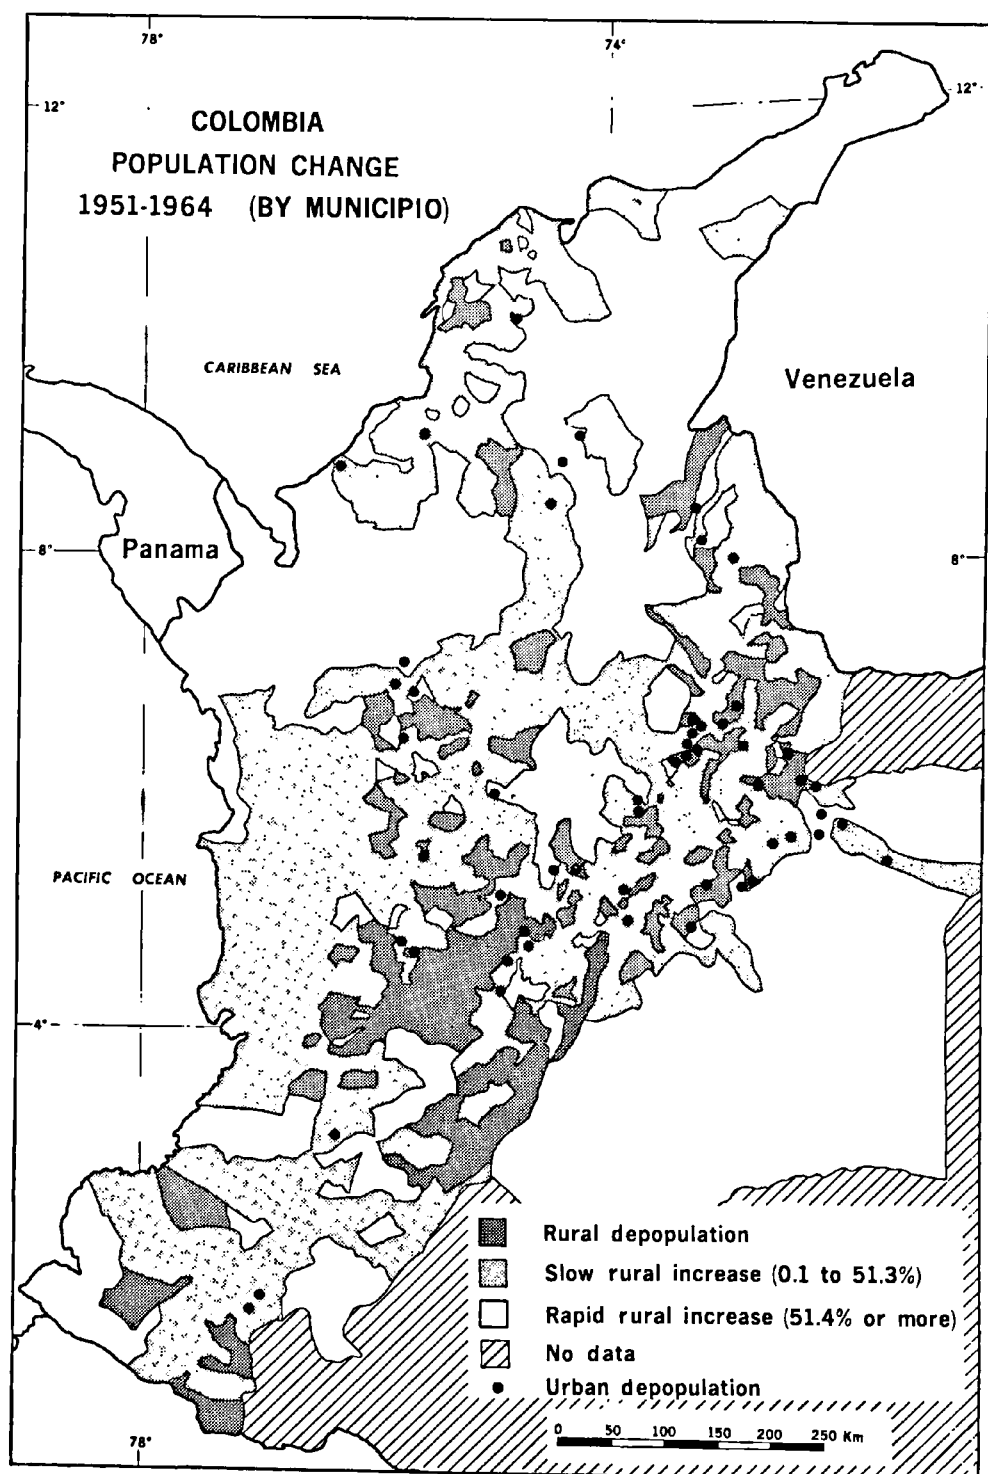 78°
74°
12°
12°
COLOMBIA
POPULATION CHANGE
1951-1964 (BY MUNICIPIO)
CARIBBEAN SEA
Venezuela
8°
Panama
8°
PACIFIC OCEAN
4°
Rural depopulation
Slow rural increase (0.1 to 51.3%)
Rapid rural increase (51.4% or more)
No data
Urban depopulation
0 50 100 150 200 250 Km
78°